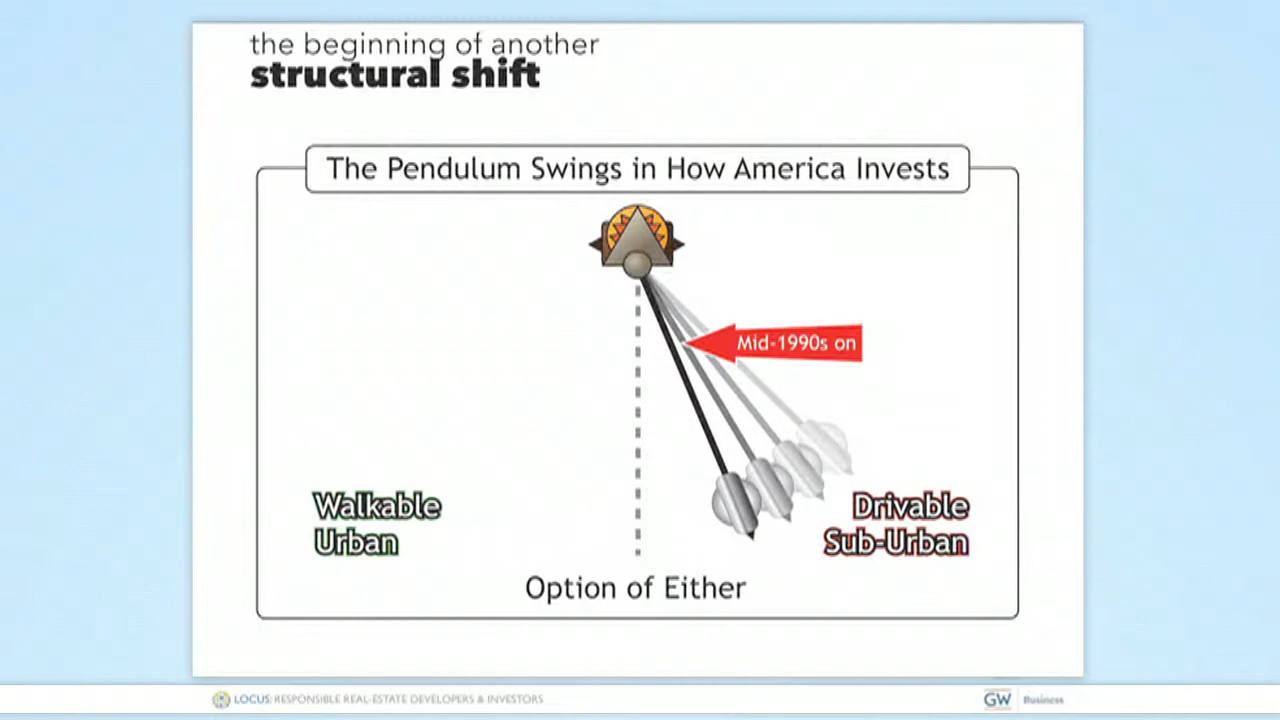 the beginning of another
structural shift
The Pendulum Swings in How America Invests
Mid-1990s on
Walkable
Urban
Drivable
Sub-Urban
Option of Either
LOCUS: RESPONSIBLE REAL-ESTATE DEVELOPERS & INVESTORS
GW Business